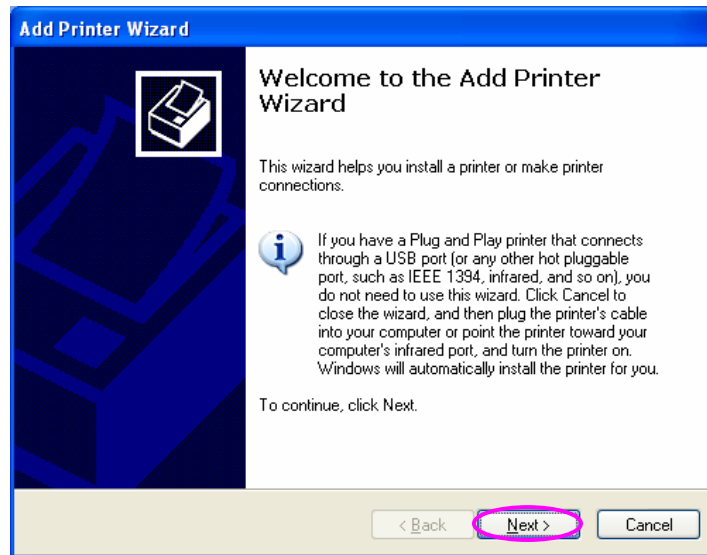 Add Printer Wizard
Welcome to the Add Printer
Wizard
This wizard helps you install a printer or make printer
connections.
If you have a Plug and Play printer that connects
through a USB port (or any other hot pluggable
port, such as IEEE 1394, infrared, and so on), you
do not need to use this wizard. Click Cancel to
close the wizard, and then plug the printer's cable
into your computer or point the printer toward your
computer's infrared port, and turn the printer on.
Windows will automatically install the printer for you.
To continue, click Next.
< Back Next > Cancel